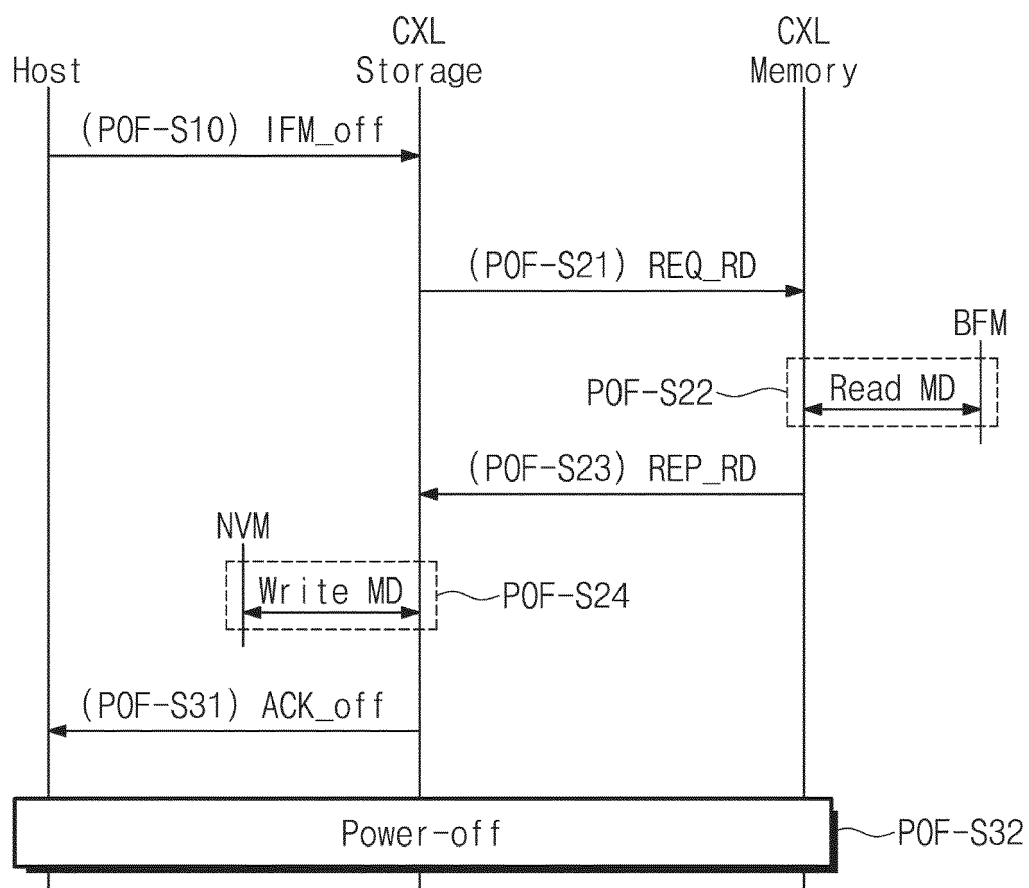 CXL
Storage
CXL
Memory
Host
(POF-S10) IFM_off
(POF-S21) REQ_RD
BFM
POF-S22
Read MD
(POF-S23) REP_RD
NVM
Write MD
POF-S24
(POF-S31) ACK_off
Power-off
POF-S32